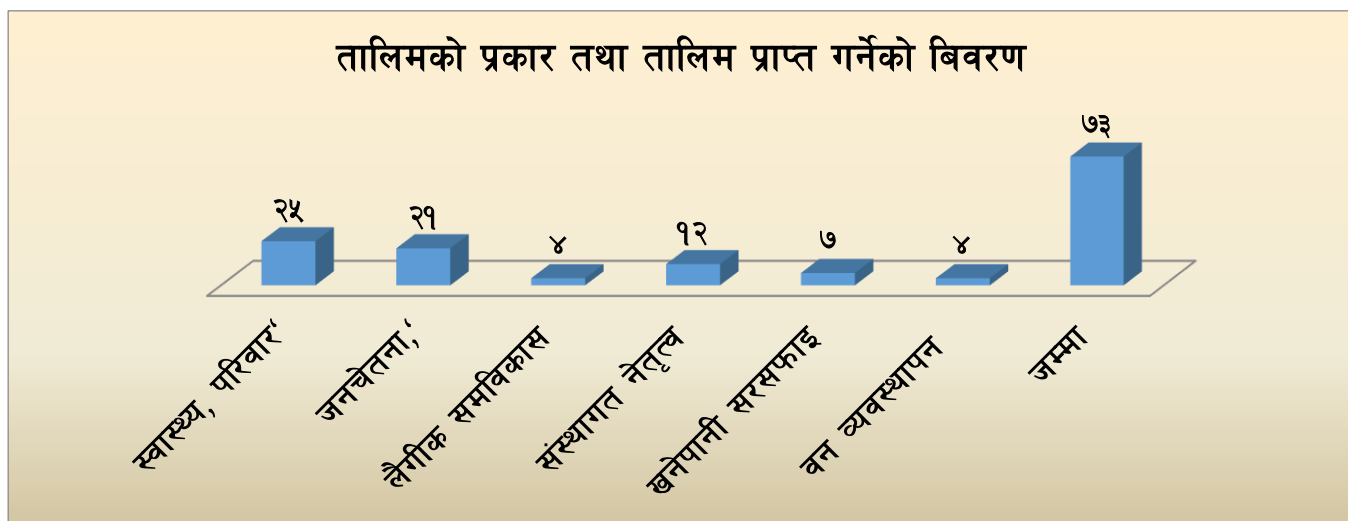 तालिमको प्रकार तथा तालिम प्राप्त गर्नेको बिवरण
२५
२१
४
१२
७
४
७३
स्वास्थ्य, परिवार‘
जनचेतना,‘
लैगीक समविकास
संस्थागत नेतृत्व
खनेपानी सरसफाइ
वन व्यवस्थापन
जम्मा